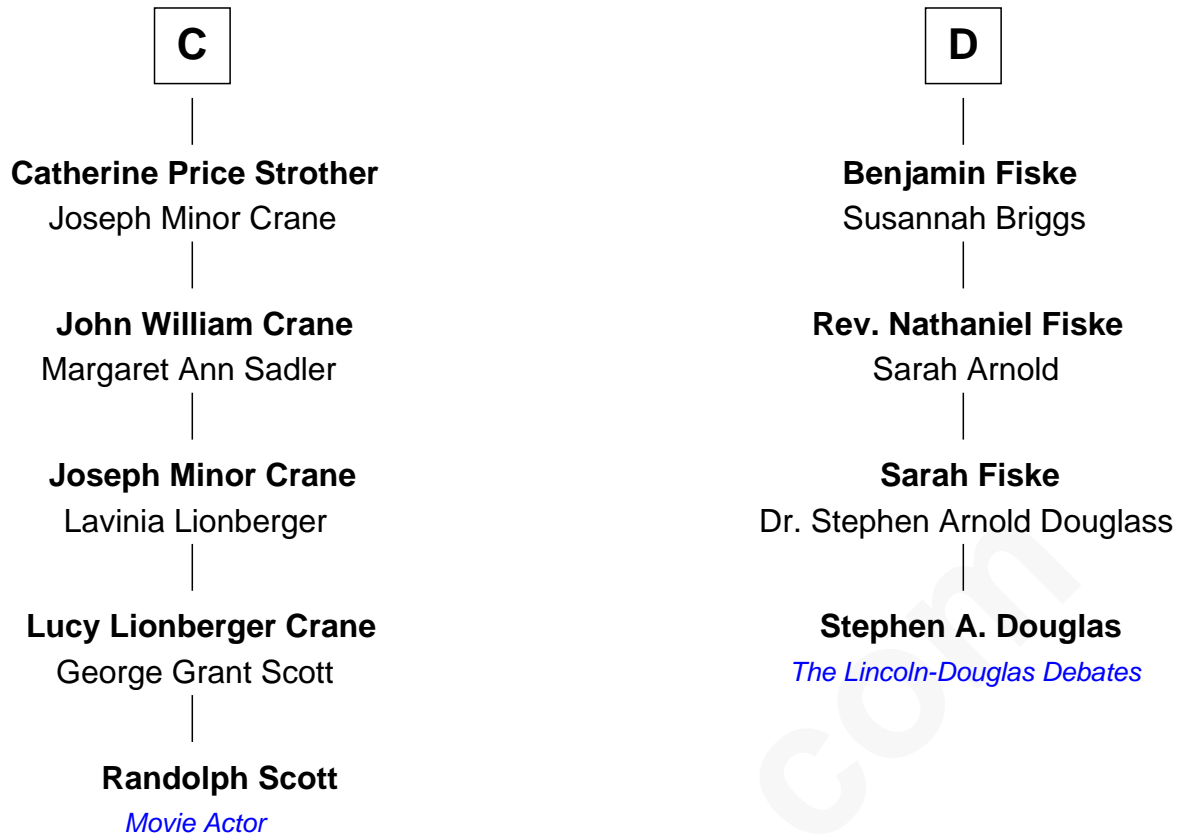 C
Catherine Price Strother
Joseph Minor Crane
John William Crane
Margaret Ann Sadler
Joseph Minor Crane
Lavinia Lionberger
Lucy Lionberger Crane
George Grant Scott
Randolph Scott
Movie Actor
D
Benjamin Fiske
Susannah Briggs
Rev. Nathaniel Fiske
Sarah Arnold
Sarah Fiske
Dr. Stephen Arnold Douglass
Stephen A. Douglas
The Lincoln-Douglas Debates
com